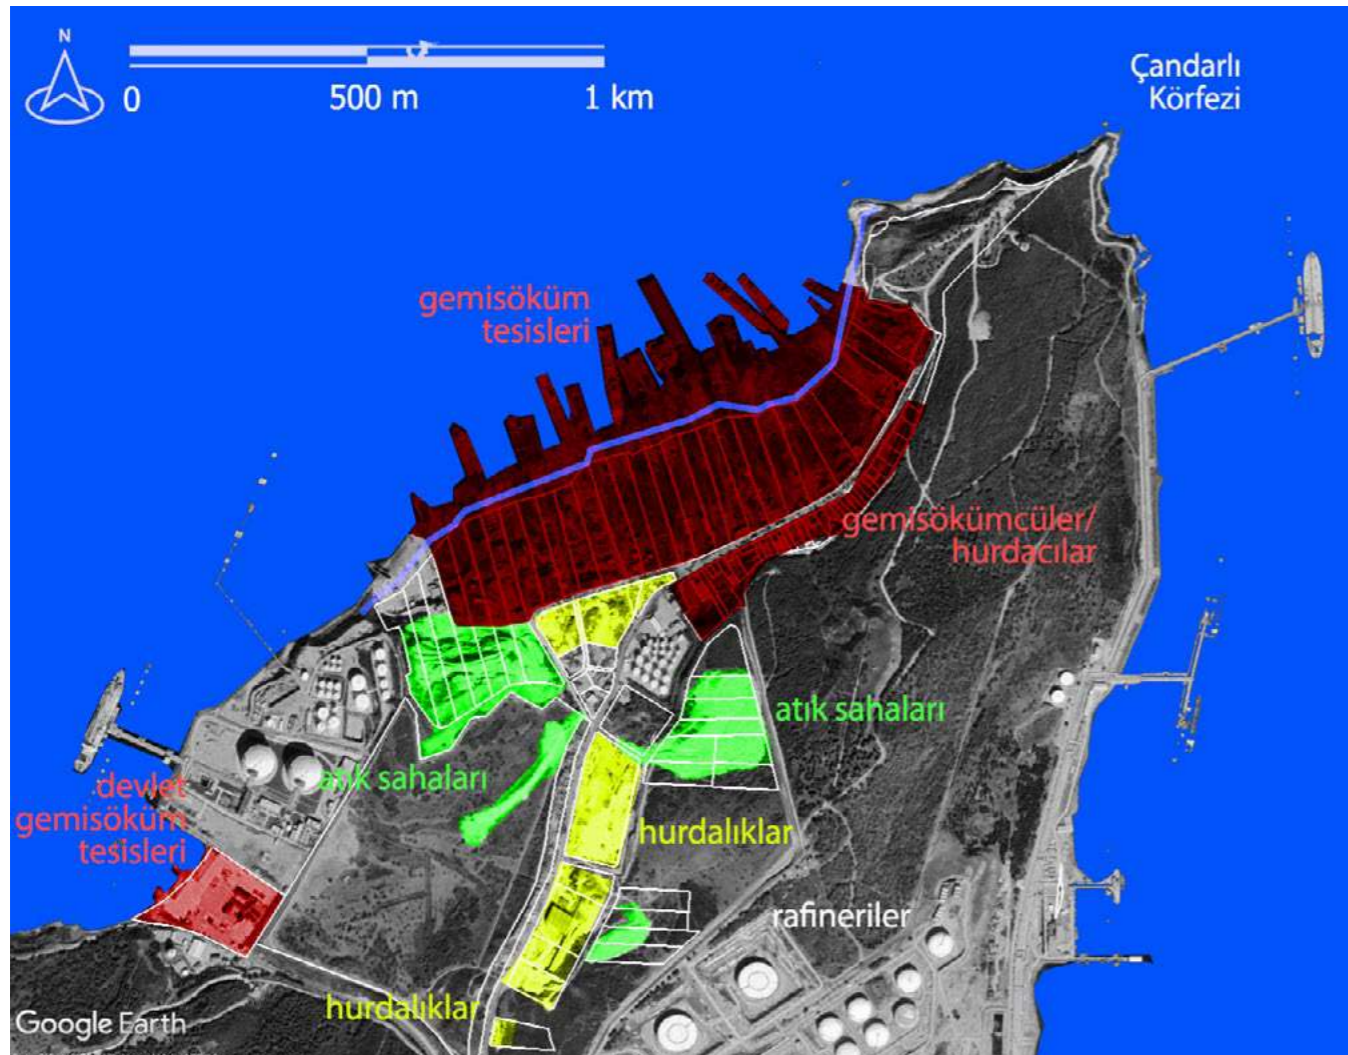 N
0 500 m 1 km
Çandarlı
Körfezi
gemisöküm
tesisleri
gemisökümcüler/
hurdacılar
atık sahaları
atık sahaları
devlet
gemisöküm
tesisleri
hurdalıklar
rafineriler
hurdalıklar
Google Earth